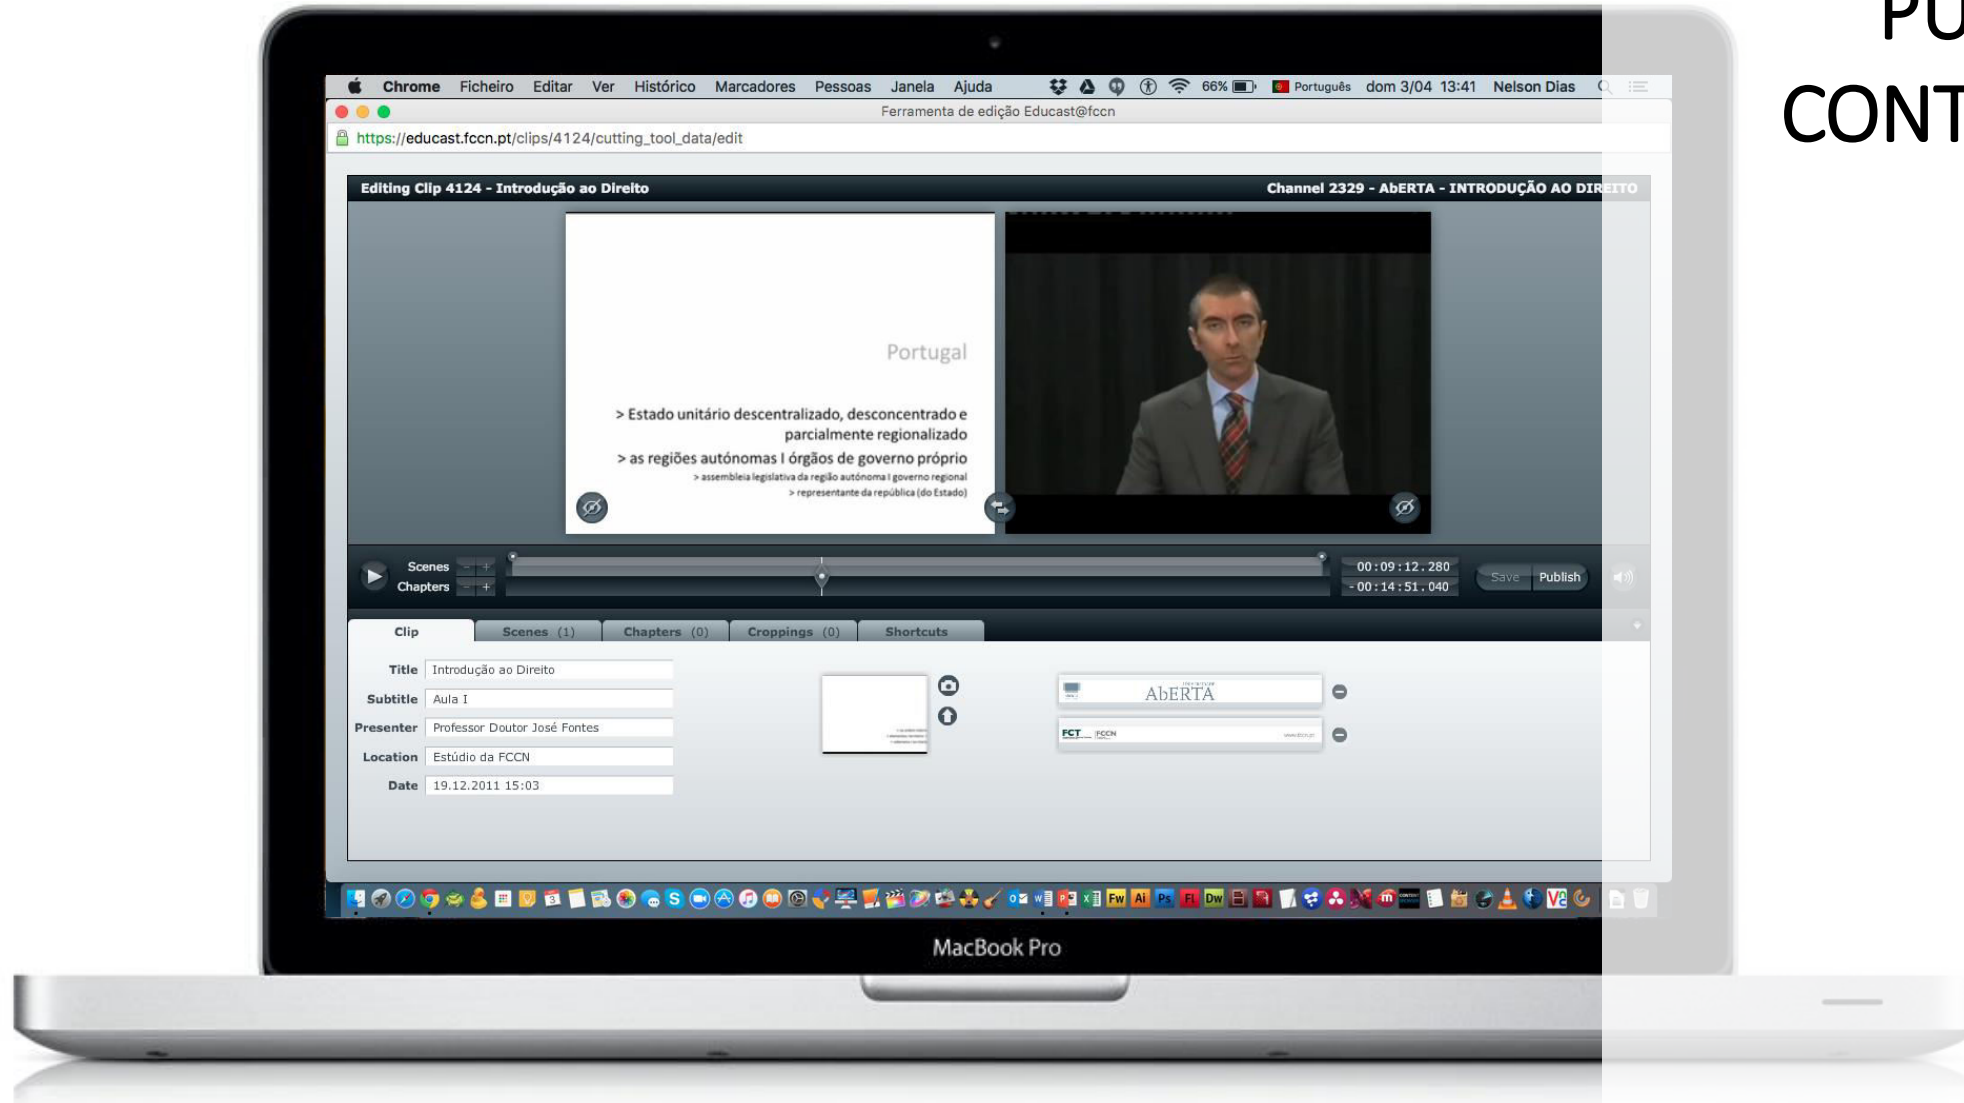 PU
CONT
Chrome Ficheiro Editar Ver Histórico Marcadores Pessoas Janela Ajuda 66% Português dom 3/04 13:41 Nelson Dias
Ferramenta de edição Educast@fccn
https://educast.fccn.pt/clips/4124/cutting_tool_data/edit
Editing Clip 4124 - Introdução ao Direito Channel 2329 - AbERTA - INTRODUÇÃO AO DIREITO
Portugal
> Estado unitário descentralizado, desconcentrado e
parcialmente regionalizado
> as regiões autónomas I órgãos de governo próprio
> assembleia legislativa da região autónoma I governo regional
> representante da república (do Estado)
Scenes - + 00:09:12.280
Chapters - + -00:14:51.040
Save Publish
Clip Scenes (1) Chapters (0) Croppings (0) Shortcuts
Title Introdução ao Direito
Subtitle Aula I
Presenter Professor Doutor José Fontes
Location Estúdio da FCCN
Date 19.12.2011 15:03
AbERTA
FCT FCCN
Fw Ai Ps FL Dw
MacBook Pro